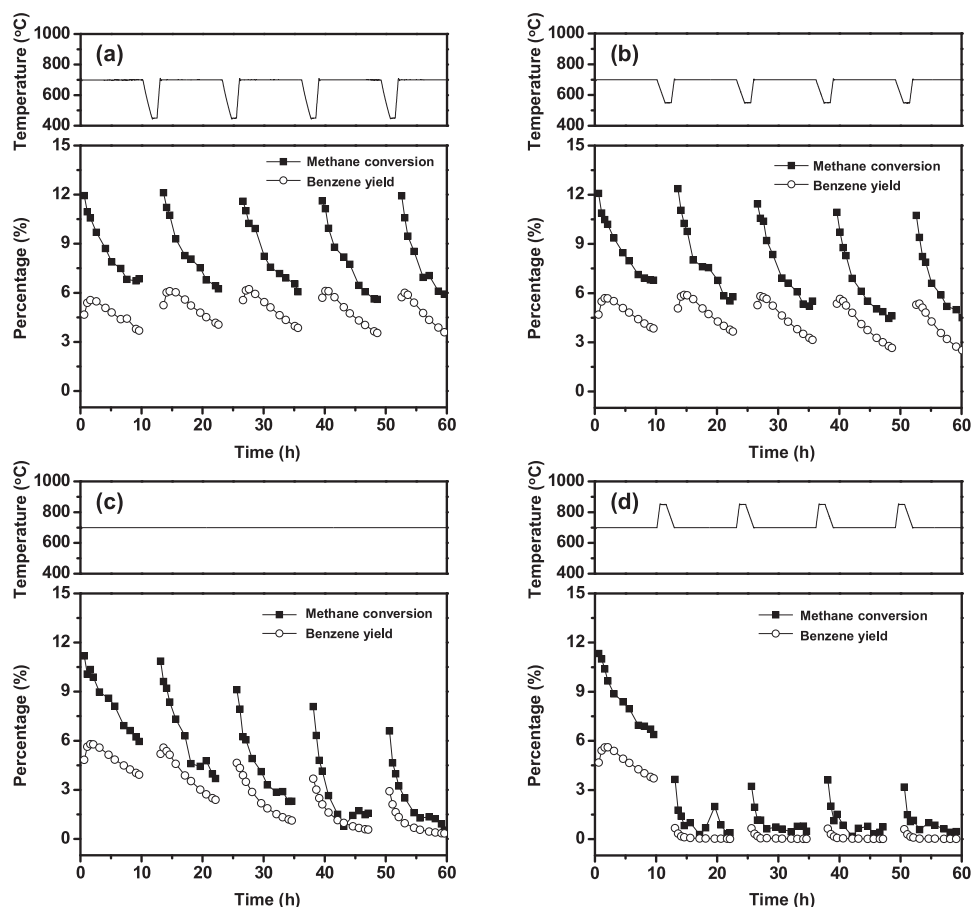 (a)
Temperature (°C)
1000
800
600
400
Methane conversion
Benzene yield
Percentage (%)
15
12
9
6
3
0
0 10 20 30 40 50 60
Time (h)
(b)
Temperature (°C)
1000
800
600
400
Methane conversion
Benzene yield
Percentage (%)
15
12
9
6
3
0
0 10 20 30 40 50 60
Time (h)
(c)
Temperature (°C)
1000
800
600
400
Methane conversion
Benzene yield
Percentage (%)
15
12
9
6
3
0
0 10 20 30 40 50 60
Time (h)
(d)
Temperature (°C)
1000
800
600
400
Methane conversion
Benzene yield
Percentage (%)
15
12
9
6
3
0
0 10 20 30 40 50 60
Time (h)